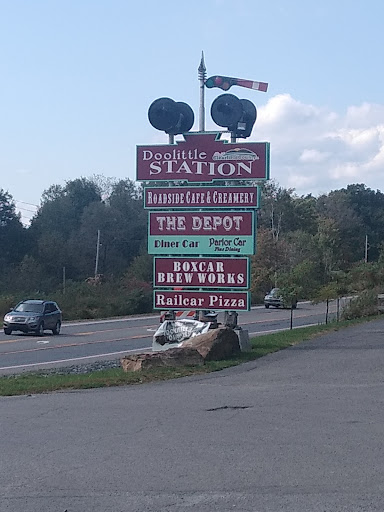 Doolittle
STATION
ROADSIDE CAFE & CREAMERY
THE DEPOT
Diner Car Parlor Car
Fine Dining
BOXCAR
BREW WORKS
Railcar Pizza